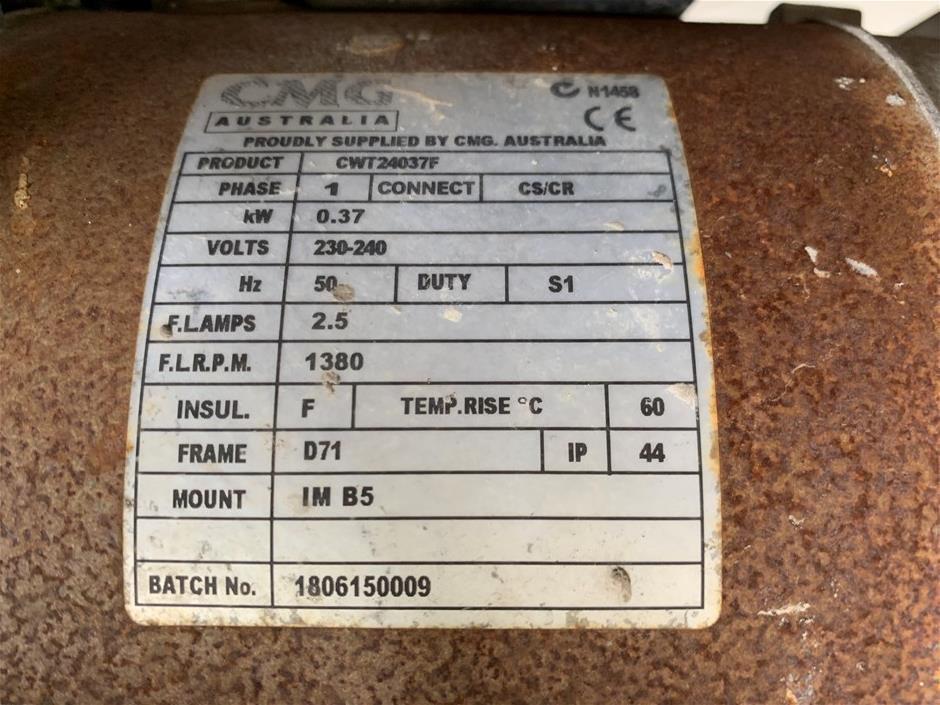 CMG
N1458
AUSTRALIA
CE
PROUDLY SUPPLIED BY CMG. AUSTRALIA
PRODUCT CWT24037F
PHASE 1 CONNECT CS/CR
kW 0.37
VOLTS 230-240
Hz 50 DUTY S1
F.L.AMPS 2.5
F.L.R.P.M. 1380
INSUL. F TEMP.RISE °C 60
FRAME D71 IP 44
MOUNT IM B5
BATCH No. 1806150009